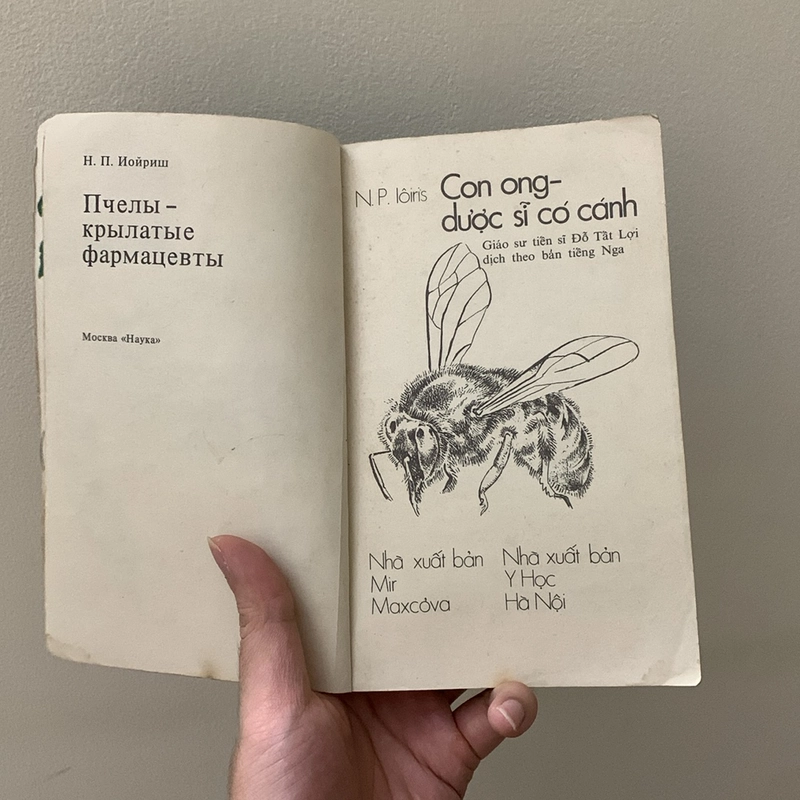 Н. П. Иойриш
Пчелы –
крылатые
фармацевты
Москва «Наука»
N.P. Iôiris
Con ong–
dược sĩ có cánh
Giáo sư tiến sĩ Đỗ Tất Lợi
dịch theo bản tiếng Nga
Nhà xuất bản
Mir
Maxcơva
Nhà xuất bản
Y Học
Hà Nội